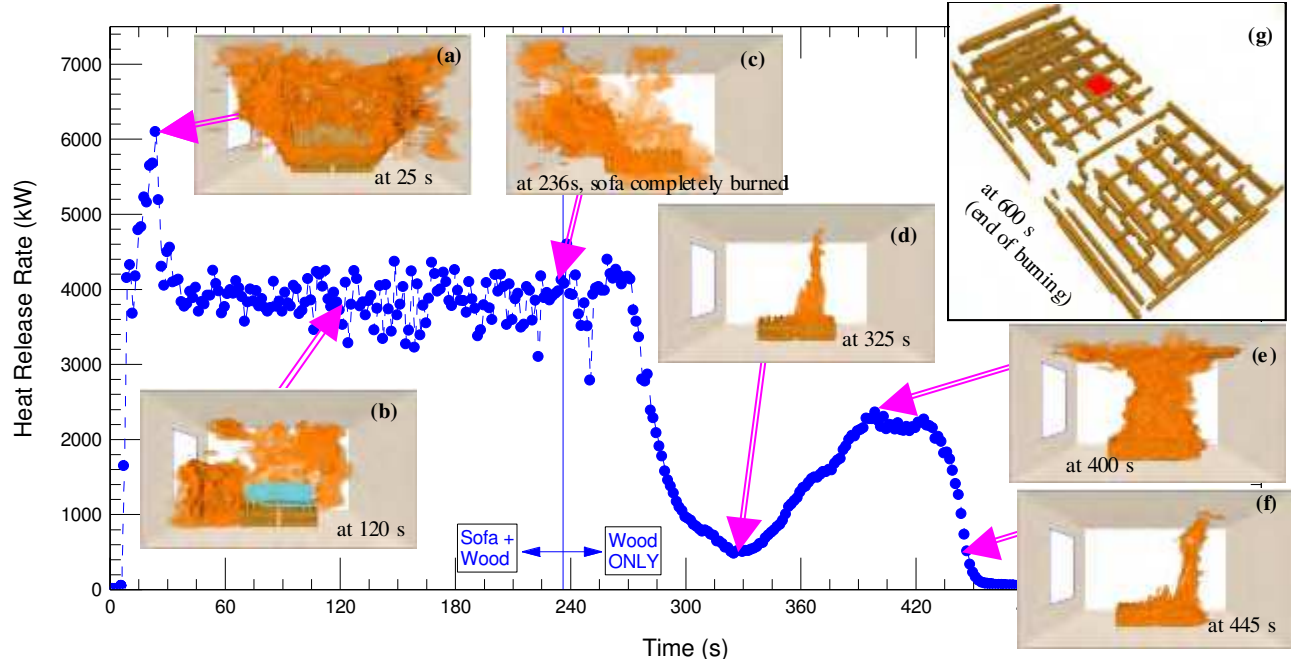 Heat Release Rate (kW)
7000
6000
5000
4000
3000
2000
1000
0
(a)
at 25 s
(c)
at 236s, sofa completely burned
(g)
at 600 s
(end of burning)
(d)
at 325 s
(b)
at 120 s
(e)
at 400 s
(f)
at 445 s
Sofa +
Wood
Wood
ONLY
0
60
120
180
240
300
360
420
Time (s)